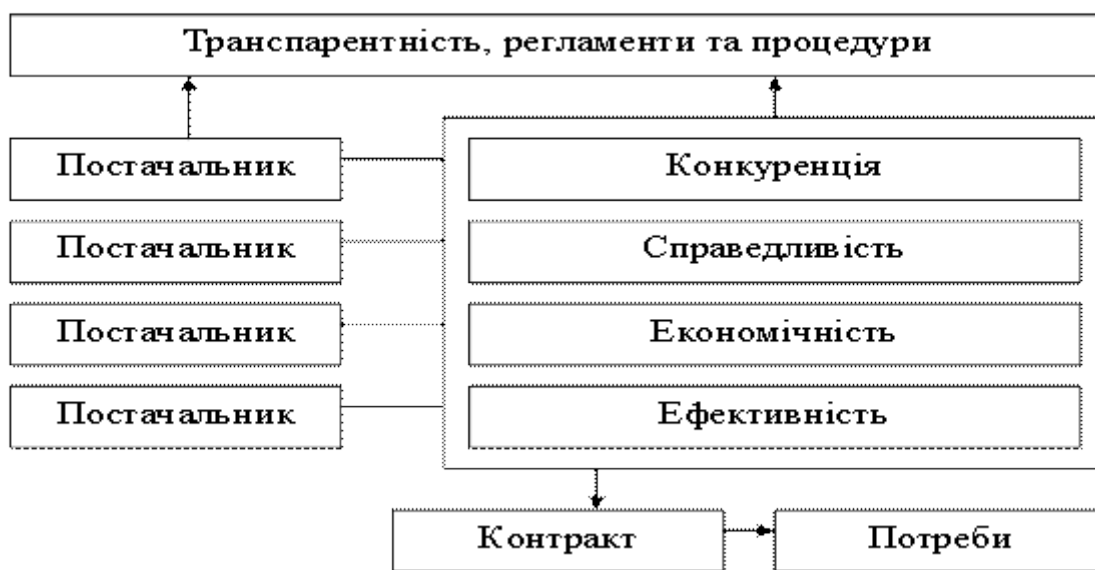 Транспарентність, регламенти та процедури
Постачальник
Конкуренція
Постачальник
Справедливість
Постачальник
Економічність
Постачальник
Ефективність
Контракт
Потреби